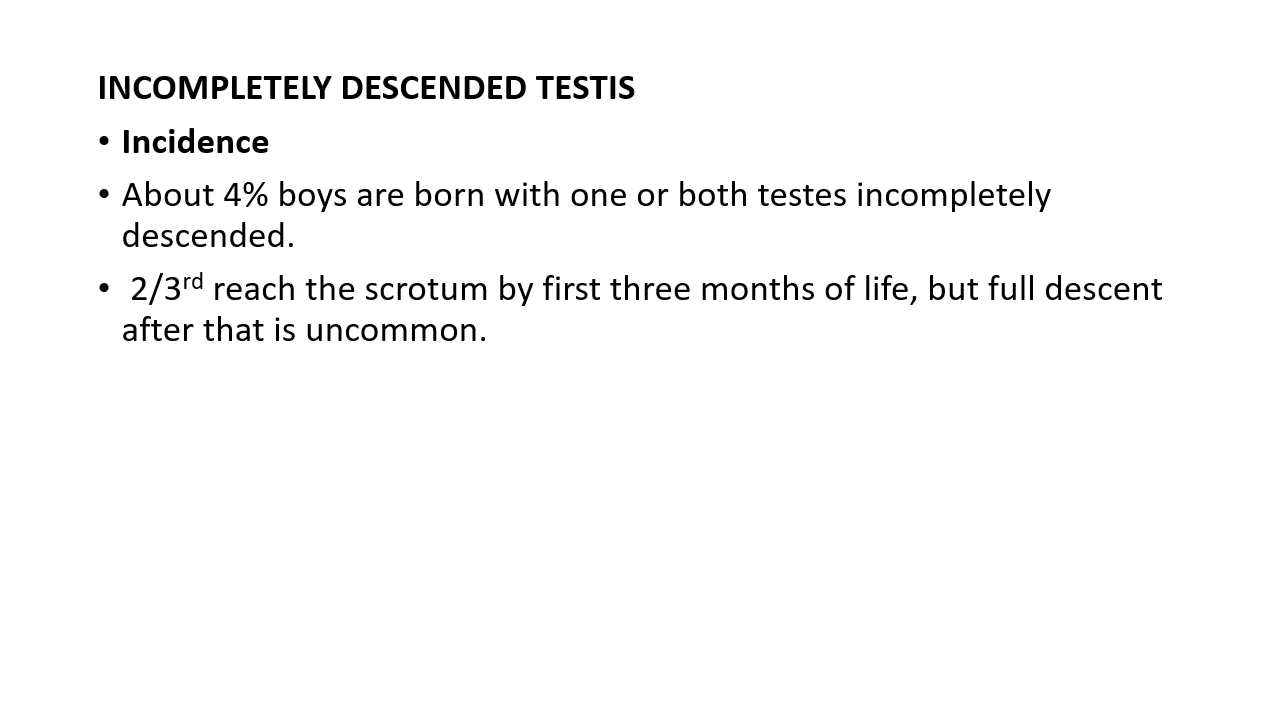 INCOMPLETELY DESCENDED TESTIS
• Incidence
• About 4% boys are born with one or both testes incompletely
descended.
• 2/3rd reach the scrotum by first three months of life, but full descent
after that is uncommon.